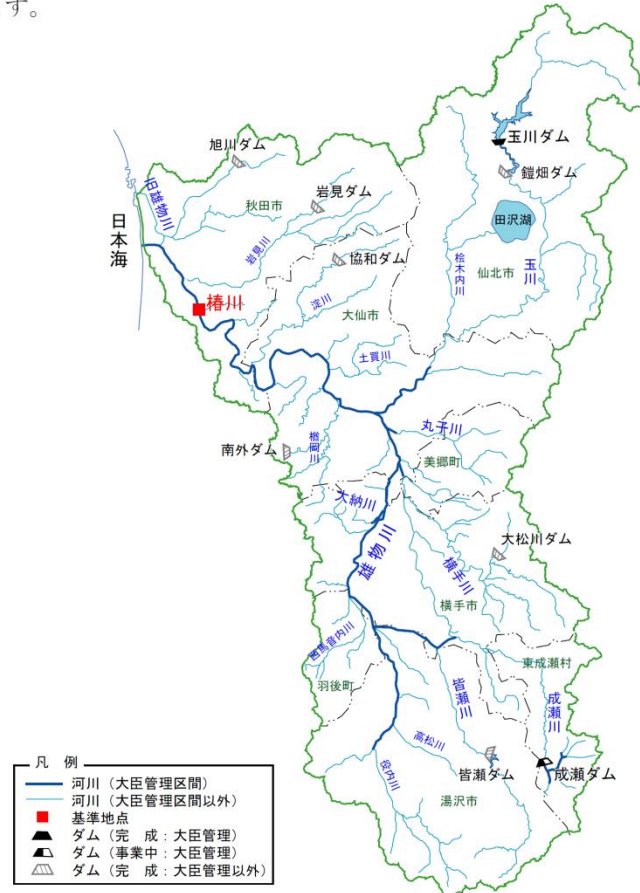 す。
玉川ダム
旭川ダム
鎧畑ダム
岩見ダム
旧雄物川
秋田市
田沢湖
日本海
岩見川
協和ダム
桧木内川
仙北市
玉川
椿川
淀川
大仙市
土買川
丸子川
南外ダム
楢岡川
美郷町
大納川
大松川ダム
雄物川
横手川
横手市
西馬音内川
東成瀬村
羽後町
皆瀬川
成瀬川
高松川
役内川
皆瀬ダム
成瀬ダム
湯沢市
凡 例
河川(大臣管理区間)
河川(大臣管理区間以外)
基準地点
ダム(完 成:大臣管理)
ダム(事業中:大臣管理)
ダム(完 成:大臣管理以外)